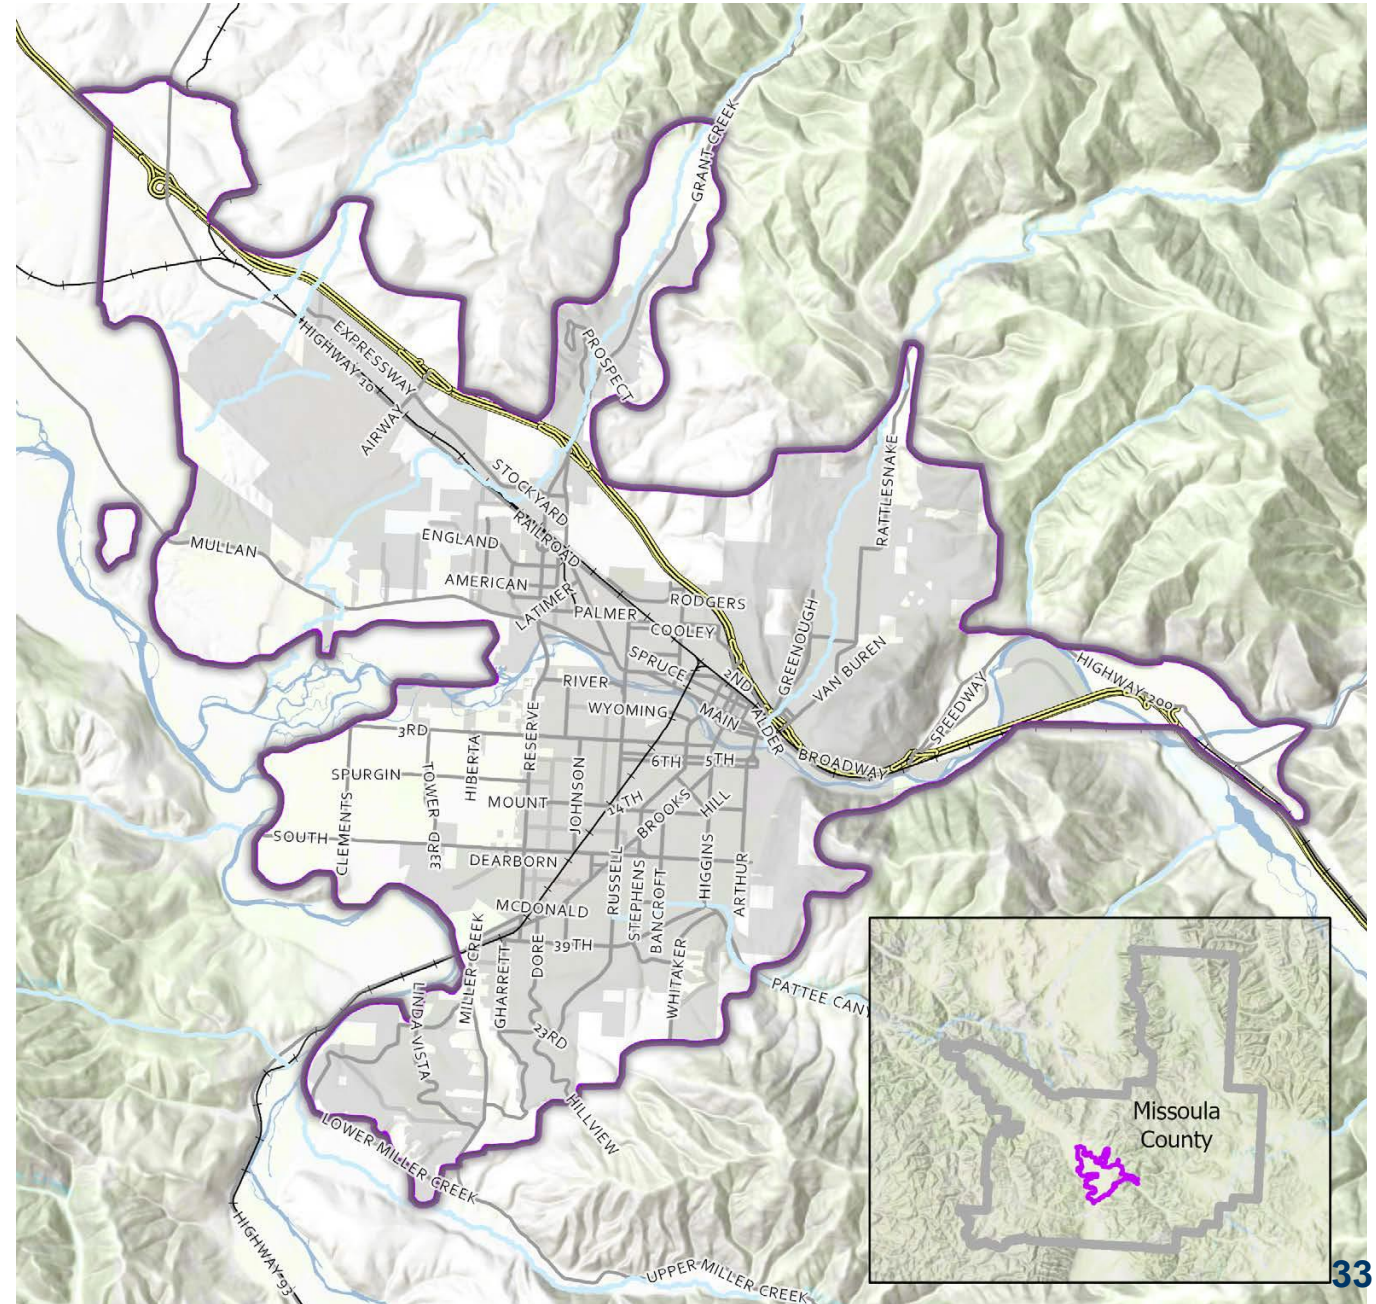 GRANT CREEK
EXPRESSWAY
HIGHWAY 10
PROSPECT
AIRWAY
RATTLESNAKE
STOCKYARD
RAILROAD
ENGLAND
MULLAN
AMERICAN
LATIMER
PALMER
RODGERS
COOLEY
GREENOUGH
SPRUCE
VAN BUREN
2ND
HIGHWAY 200
RIVER
WYOMING
MAIN
ALDER
SPEEDWAY
3RD
RESERVE
BROADWAY
HIBERTA
6TH
5TH
SPURGIN
TOWER
JOHNSON
MOUNT
14TH
BROOKS
HILL
SOUTH
CLEMENTS
33RD
DEARBORN
RUSSELL
STEPHENS
BANCROFT
HIGGINS
ARTHUR
MCDONALD
MILLER CREEK
GHARRETT
DORE
39TH
WHITAKER
PATTEE CANY
LINDA VISTA
23RD
HILLVIEW
LOWER MILLER CREEK
HIGHWAY 93
UPPER MILLER CREEK
Missoula
County
33